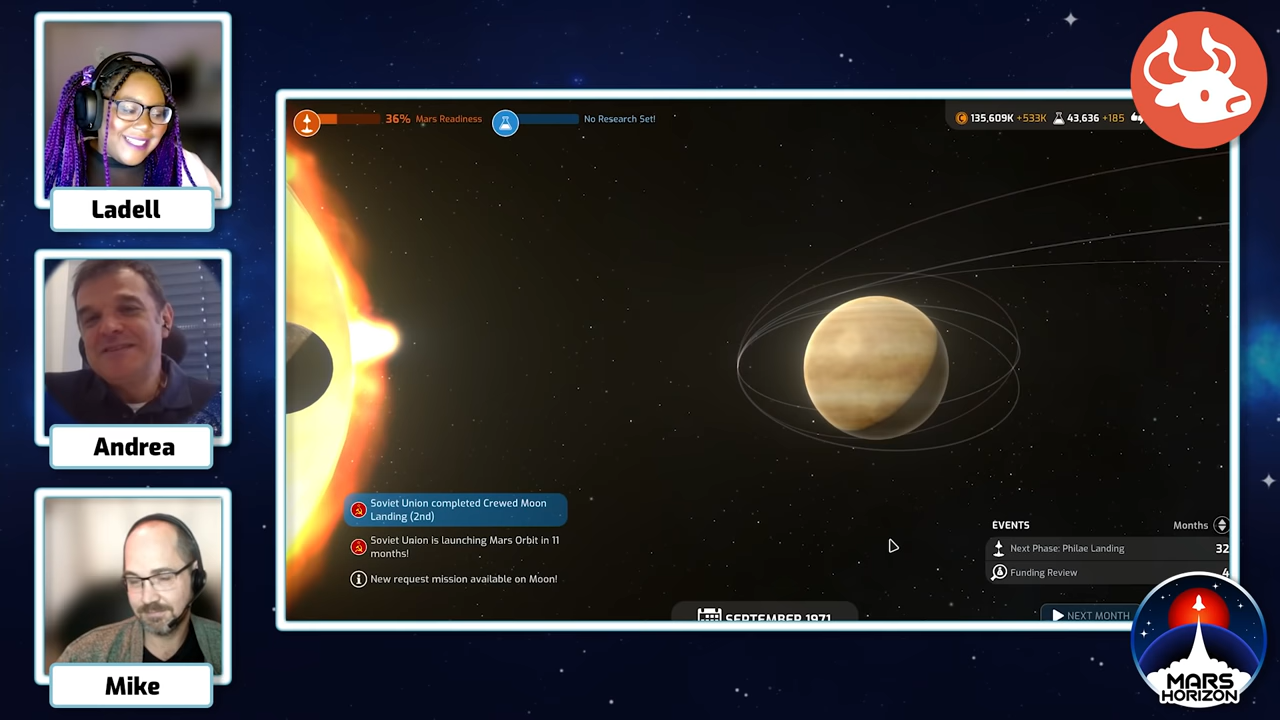 Ladell
Andrea
Mike
36% Mars Readiness
No Research Set!
135,609K +533K
43,636 +185
Soviet Union completed Crewed Moon
Landing (2nd)
Soviet Union is launching Mars Orbit in 11
months!
New request mission available on Moon!
EVENTS
Months
Next Phase: Philae Landing
32
Funding Review
4
SEPTEMBER 1971
NEXT MONTH
MARS
HORIZON